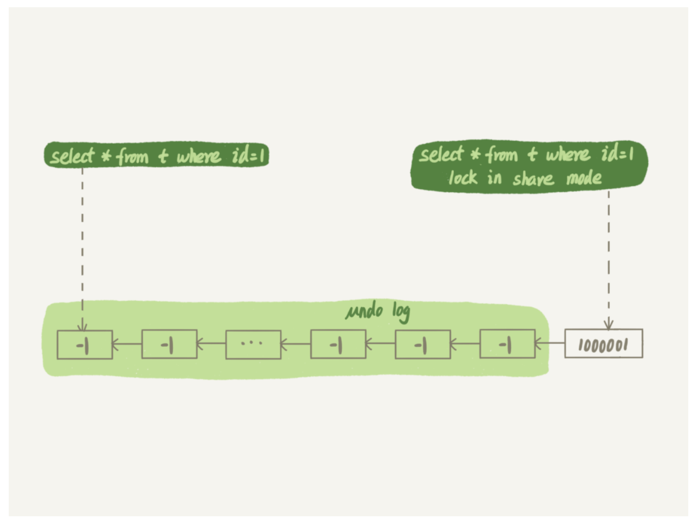 select * from t where id=1
select * from t where id=1
lock in share mode
undo log
-1
-1
...
-1
-1
-1
1000001